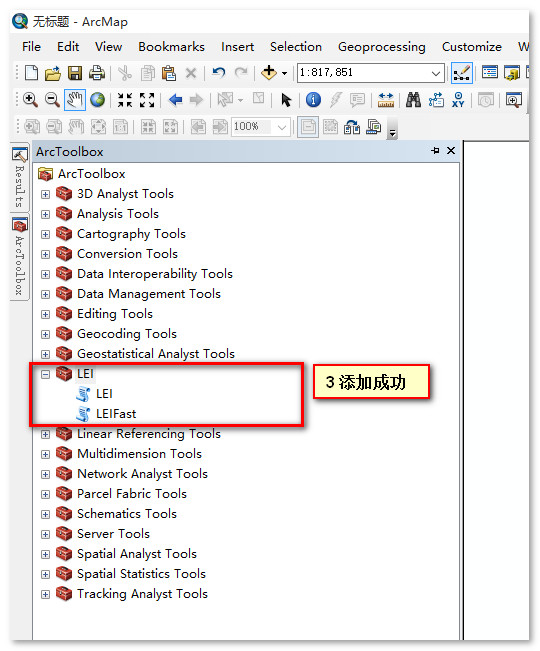 无标题 - ArcMap
File Edit View Bookmarks Insert Selection Geoprocessing Customize W
1:817,851
XY
100%
ArcToolbox
Results
ArcToolbox
ArcToolbox
3D Analyst Tools
Analysis Tools
Cartography Tools
Conversion Tools
Data Interoperability Tools
Data Management Tools
Editing Tools
Geocoding Tools
Geostatistical Analyst Tools
LEI
LEI
LEIFast
3 添加成功
Linear Referencing Tools
Multidimension Tools
Network Analyst Tools
Parcel Fabric Tools
Schematics Tools
Server Tools
Spatial Analyst Tools
Spatial Statistics Tools
Tracking Analyst Tools